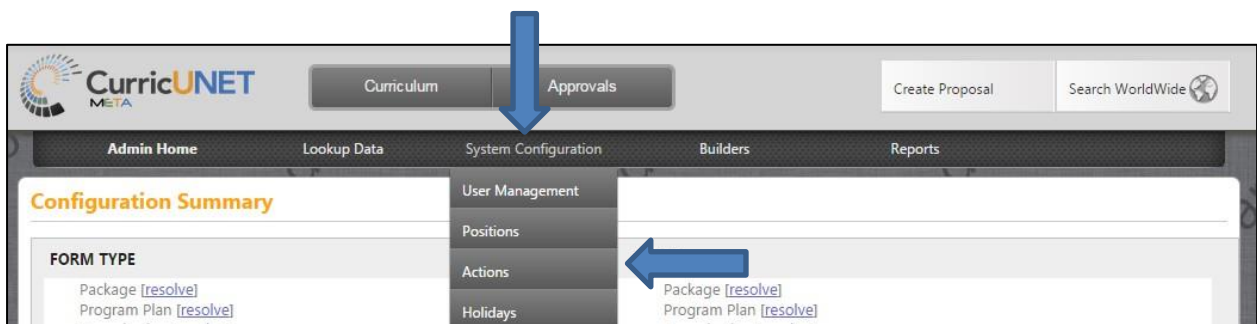 CurricUNET
META
Curriculum
Approvals
Create Proposal
Search WorldWide
Admin Home
Lookup Data
System Configuration
Builders
Reports
Configuration Summary
User Management
Positions
Actions
Holidays
FORM TYPE
Package [resolve]
Program Plan [resolve]
Package [resolve]
Program Plan [resolve]